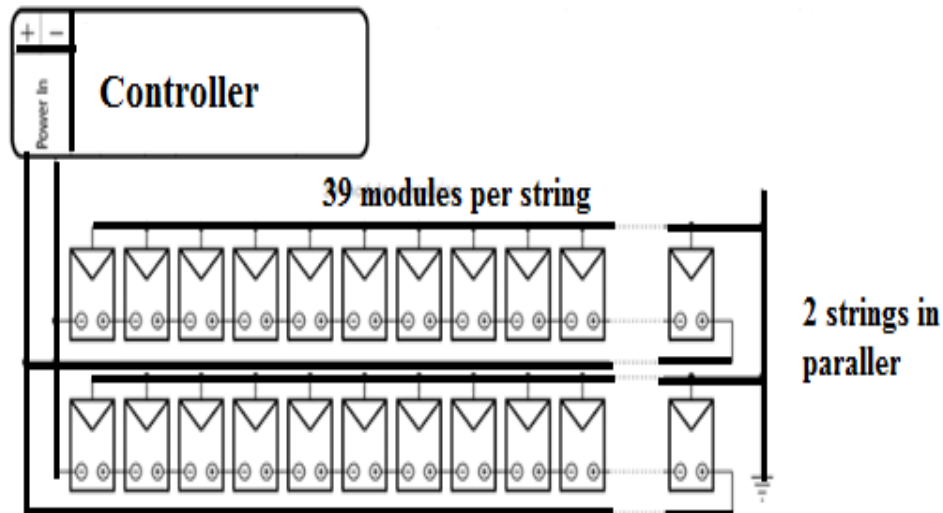 + −
Power In
Controller
39 modules per string
2 strings in
paraller